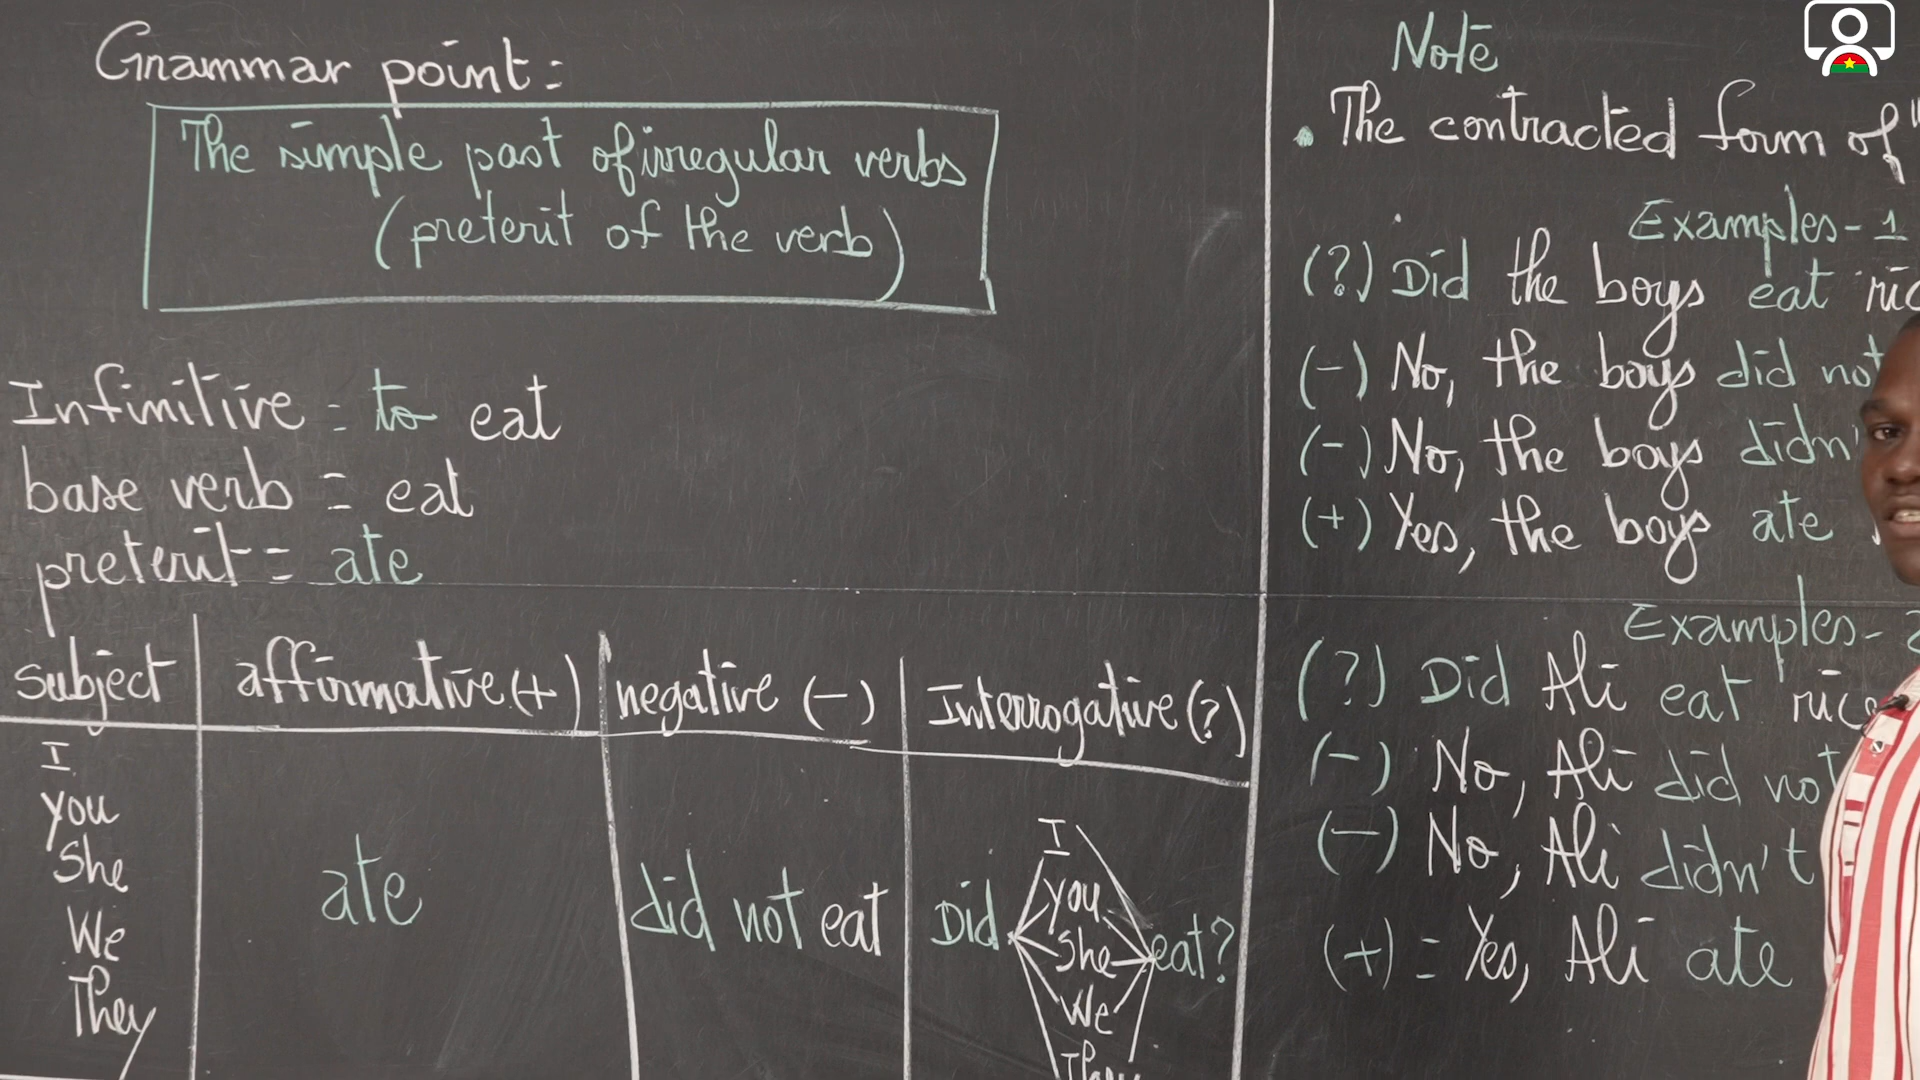 Grammar point:
The simple past of irregular verbs
(preterit of the verb)
Infinitive = to eat
base verb = eat
preterit = ate
subject affirmative (+) negative (-) Interrogative (?)
I
you
She
We
They
ate
did not eat
Did
I
you
She
We
They
eat?
Note
• The contracted form of "
Examples-1
(?) Did the boys eat
(-) No, the boys did not
(-) No, the boys didn'
(+) Yes, the boys ate
Examples-
(?) Did Ali eat rice
(-) No, Ali did not
(-) No, Ali didn't
(+) = Yes, Ali ate